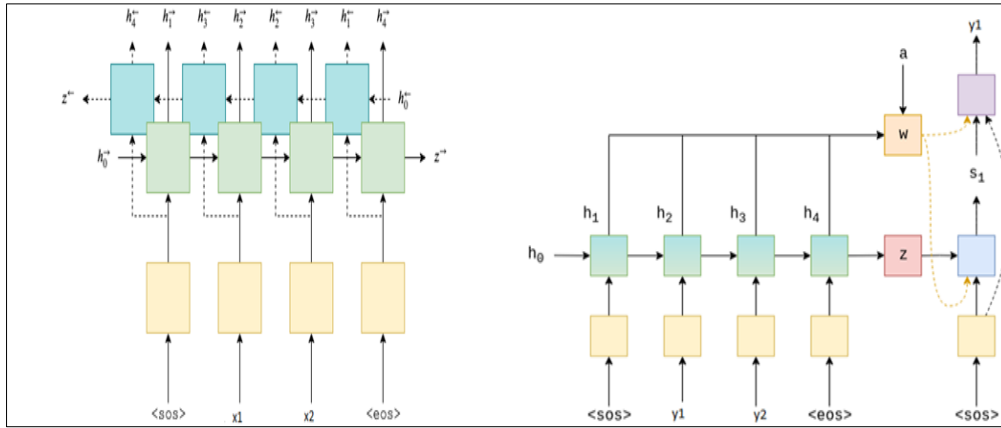 h₄← h₁→ h₃← h₂→ h₂← h₃→ h₁← h₄→
z← h₀←
h₀→ z→
<sos> x1 x2 <eos>
y1
a
w
s₁
h₁ h₂ h₃ h₄
h₀ z
<sos> y1 y2 <eos> <sos>